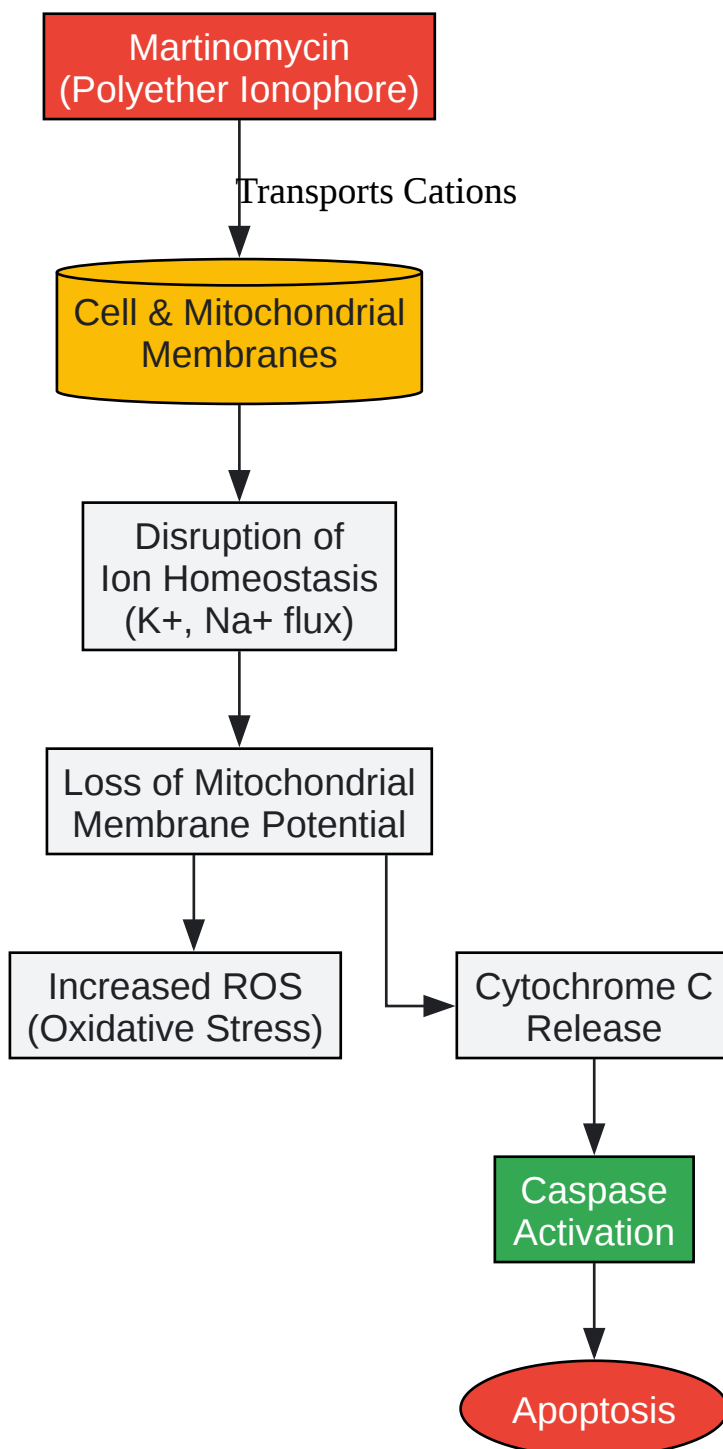 Martinomycin
(Polyether Ionophore)
Transports Cations
Cell & Mitochondrial
Membranes
Disruption of
Ion Homeostasis
(K+, Na+ flux)
Loss of Mitochondrial
Membrane Potential
Increased ROS
(Oxidative Stress)
Cytochrome C
Release
Caspase
Activation
Apoptosis